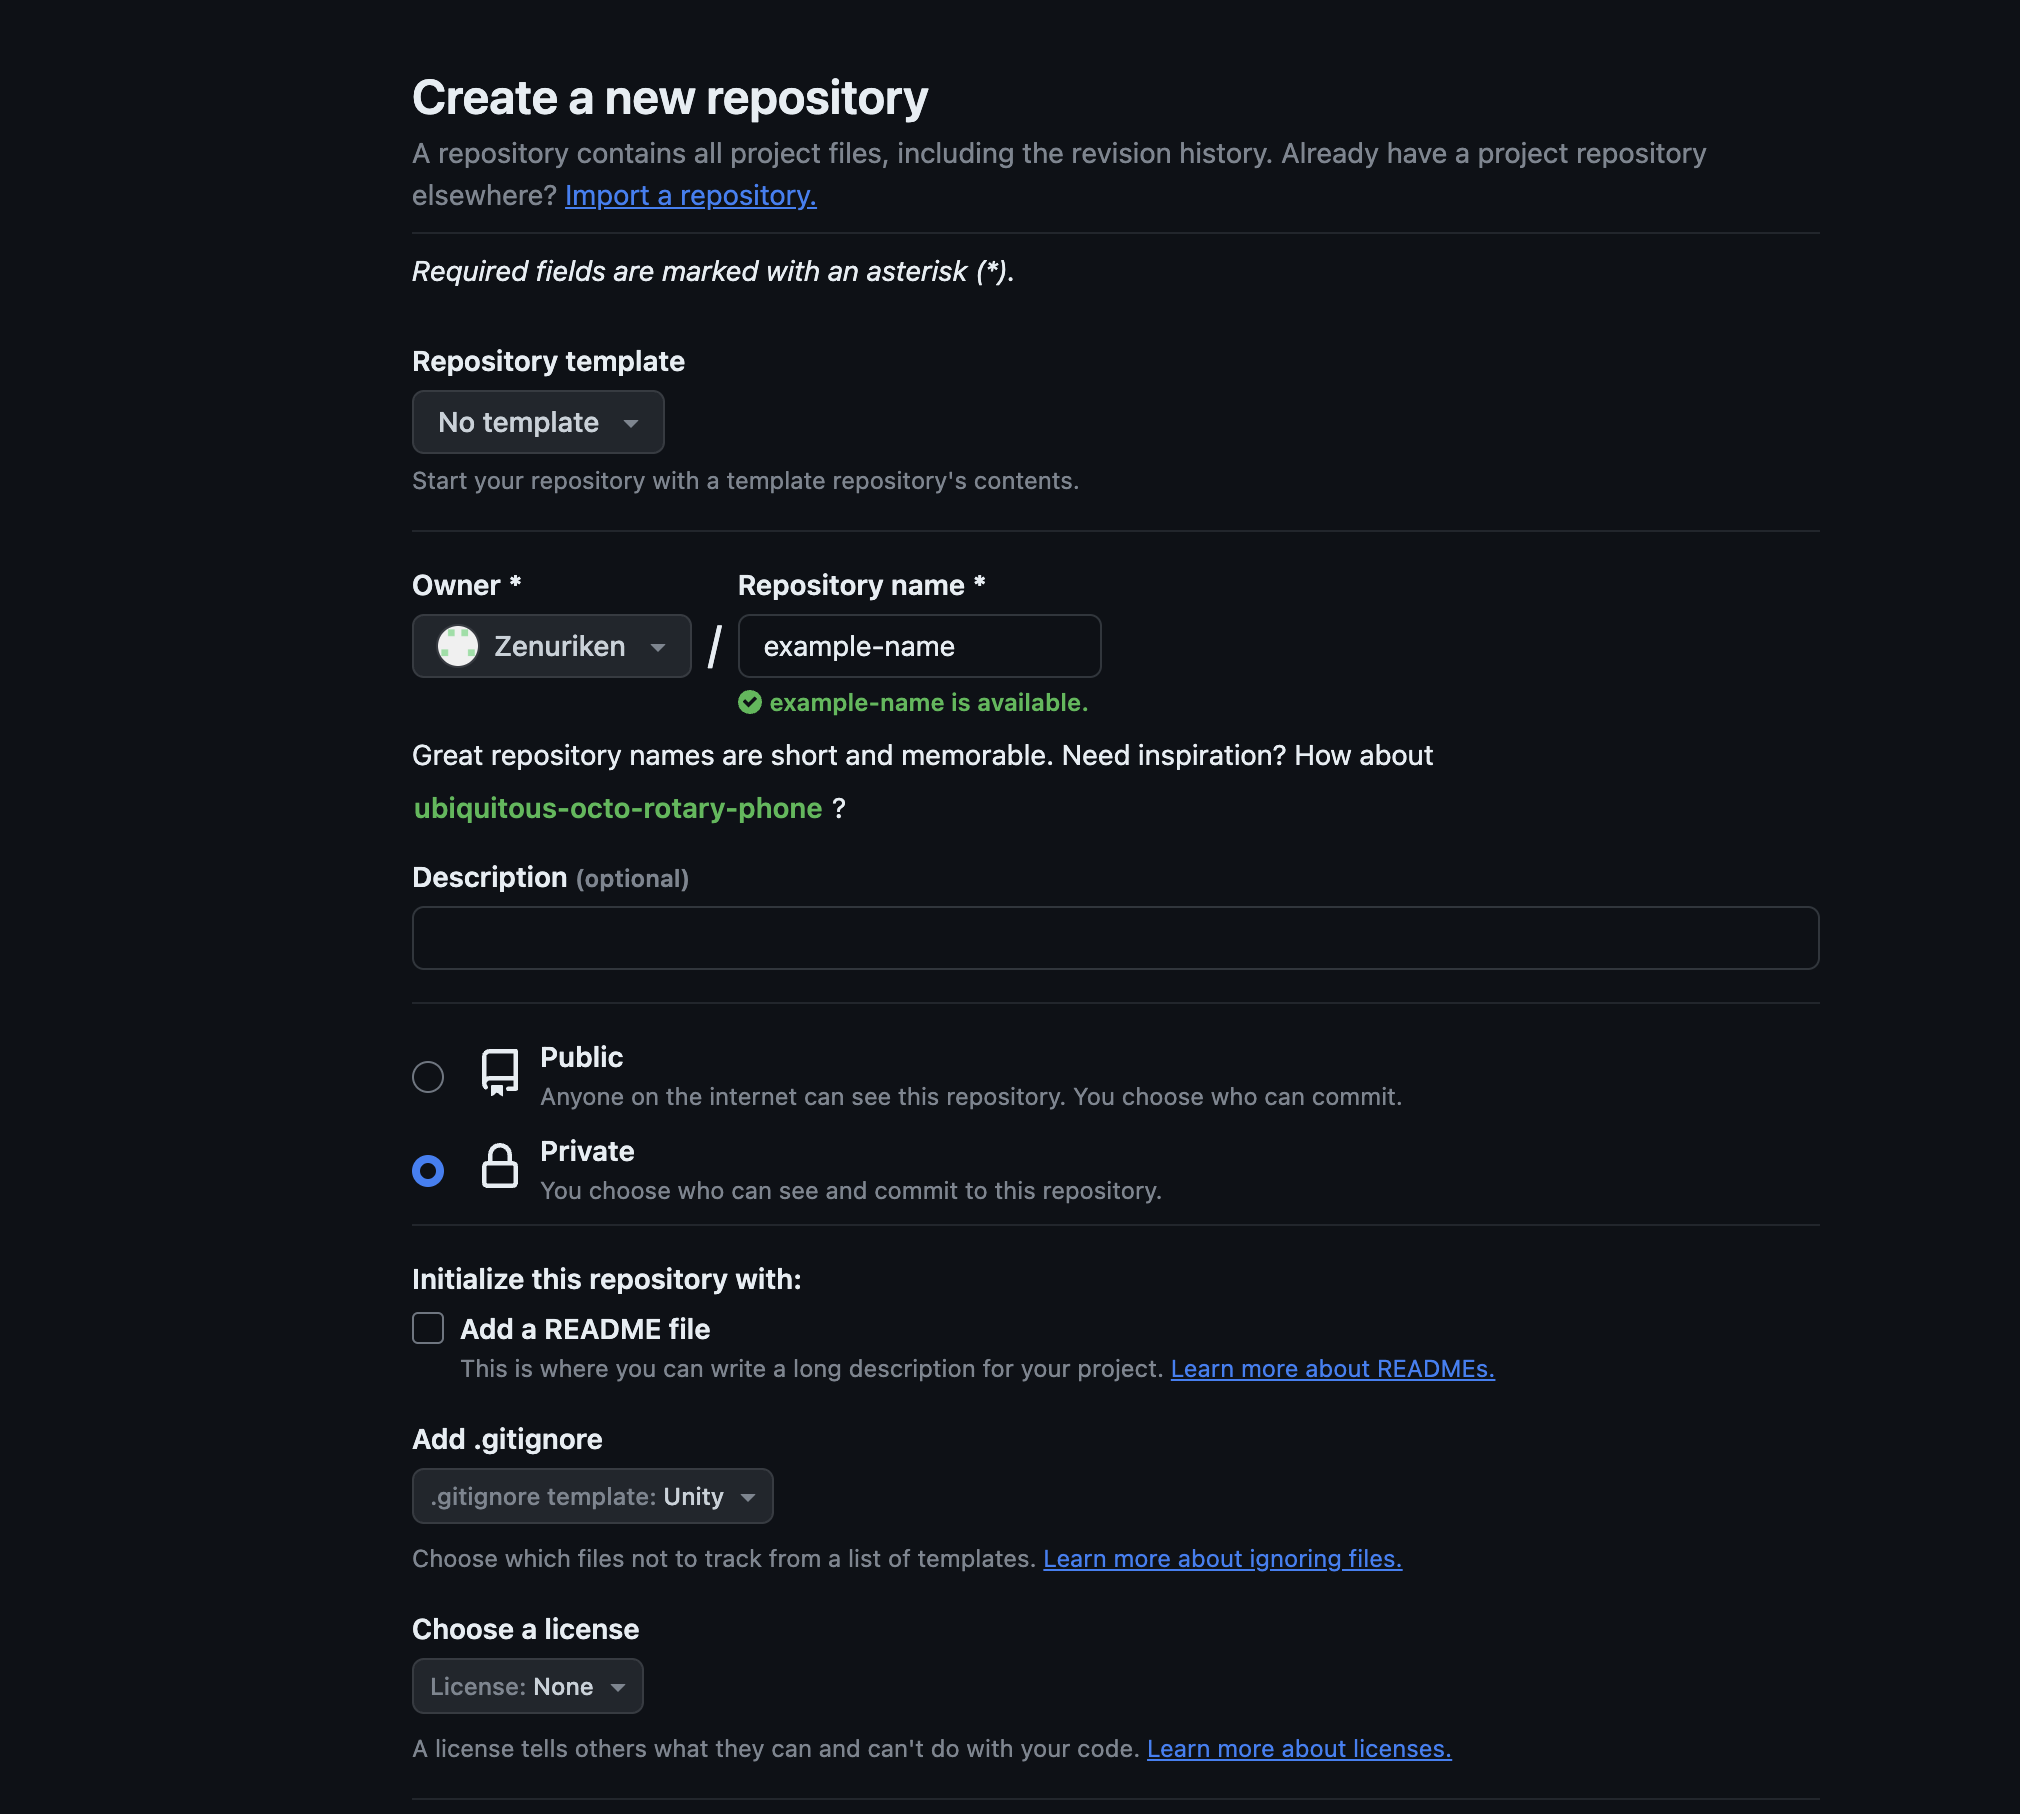 Create a new repository
A repository contains all project files, including the revision history. Already have a project repository
elsewhere? Import a repository.
Required fields are marked with an asterisk (*).
Repository template
No template
Start your repository with a template repository's contents.
Owner * Repository name *
Zenuriken / example-name
example-name is available.
Great repository names are short and memorable. Need inspiration? How about
ubiquitous-octo-rotary-phone ?
Description (optional)
Public
Anyone on the internet can see this repository. You choose who can commit.
Private
You choose who can see and commit to this repository.
Initialize this repository with:
Add a README file
This is where you can write a long description for your project. Learn more about READMEs.
Add .gitignore
.gitignore template: Unity
Choose which files not to track from a list of templates. Learn more about ignoring files.
Choose a license
License: None
A license tells others what they can and can't do with your code. Learn more about licenses.